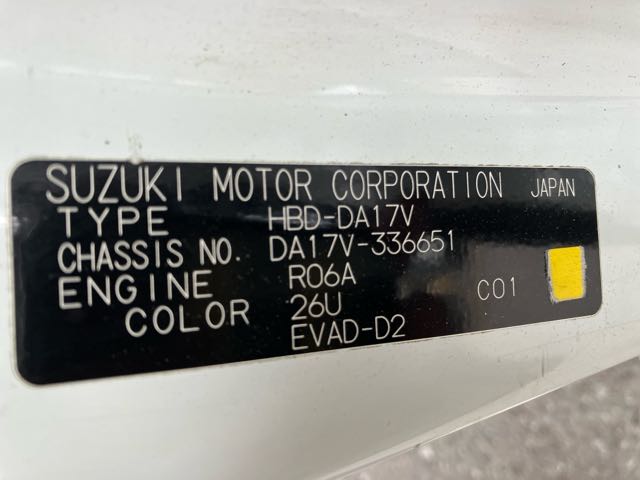 SUZUKI MOTOR CORPORATION JAPAN
TYPE HBD-DA17V
CHASSIS NO. DA17V-336651
ENGINE R06A
COLOR 26U C01
EVAD-D2